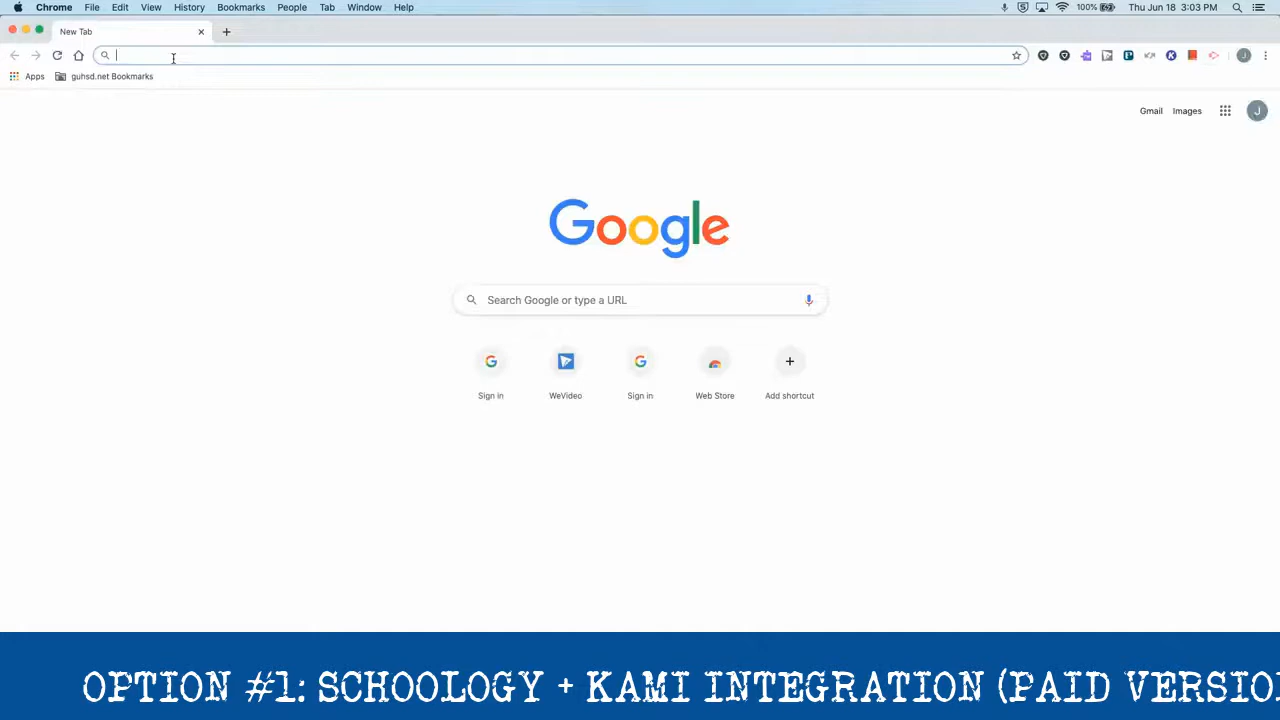 Chrome File Edit View History Bookmarks People Tab Window Help 100% Thu Jun 18 3:03 PM
New Tab
Apps guhsd.net Bookmarks
Gmail Images J
Google
Search Google or type a URL
Sign in WeVideo Sign in Web Store Add shortcut
OPTION #1: SCHOOLOGY + KAMI INTEGRATION (PAID VERSIO